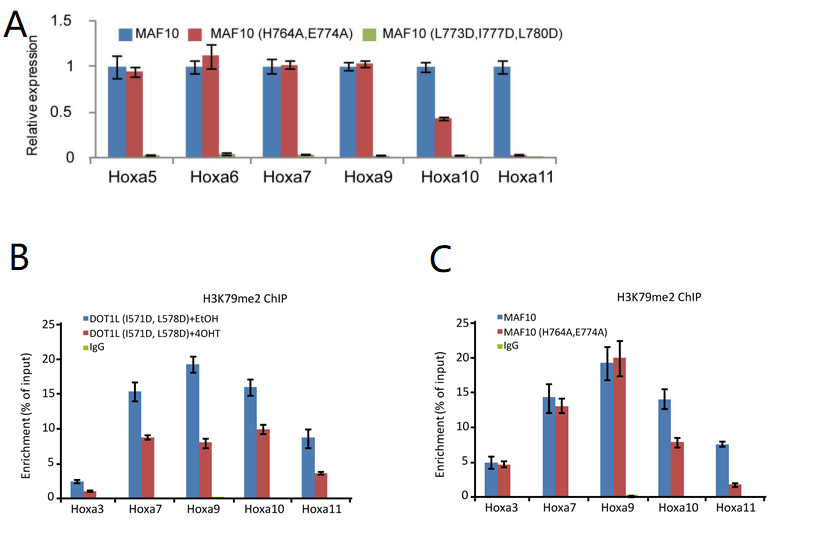 A
Relative expression
1.5
1
0.5
0
MAF10
MAF10 (H764A,E774A)
MAF10 (L773D,I777D,L780D)
Hoxa5 Hoxa6 Hoxa7 Hoxa9 Hoxa10 Hoxa11
B
H3K79me2 ChIP
DOT1L (I571D, L578D)+EtOH
DOT1L (I571D, L578D)+4OHT
IgG
Enrichment (% of input)
25
20
15
10
5
0
Hoxa3 Hoxa7 Hoxa9 Hoxa10 Hoxa11
C
H3K79me2 ChIP
MAF10
MAF10 (H764A,E774A)
IgG
Enrichment (% of input)
25
20
15
10
5
0
Hoxa3 Hoxa7 Hoxa9 Hoxa10 Hoxa11